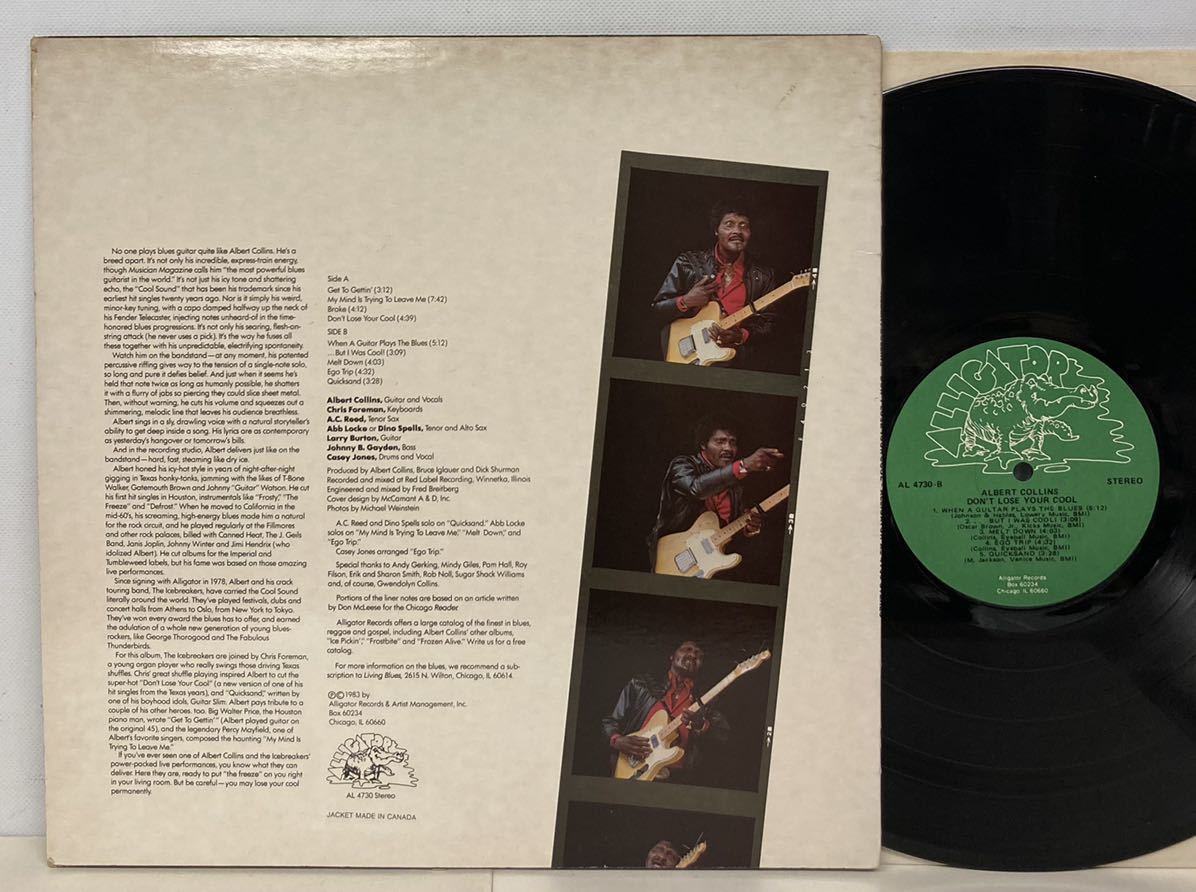 No one plays blues guitar quite like Albert Collins. He's a
breed apart. It's not only his incredible, express-train energy,
though Musician Magazine calls him "the most powerful blues
guitarist in the world." It's not just his icy tone and shattering
echo, the "Cool Sound" that has been his trademark since his
earliest hit singles twenty years ago. Nor is it simply his weird,
minor-key tuning, with a capo clamped halfway up the neck of
his Fender Telecaster, injecting notes unheard-of in the time-
honored blues progressions. It's not only his searing, flesh-on-
string attack (he never uses a pick). It's the way he fuses all
these together with his unpredictable, electrifying spontaneity.
Watch him on the bandstand—at any moment, his patented
percussive riffing gives way to the tension of a single-note solo,
so long and pure it defies belief. And just when it seems he's
held that note twice as long as humanly possible, he shatters
it with a flurry of jabs so piercing they could slice sheet metal.
Then, without warning, he cuts his volume and squeezes out a
shimmering, melodic line that leaves his audience breathless.
Albert sings in a sly, drawling voice with a natural storyteller's
ability to get deep inside a song. His lyrics are as contemporary
as yesterday's hangover or tomorrow's bills.
And in the recording studio, Albert delivers just like on the
bandstand—hard, fast, steaming like dry ice.
Albert honed his icy-hot style in years of night-after-night
gigging in Texas honky-tonks, jamming with the likes of T-Bone
Walker, Gatemouth Brown and Johnny "Guitar" Watson. He cut
his first hit singles in Houston, instrumentals like "Frosty," "The
Freeze" and "Defrost." When he moved to California in the
mid-60's, his screaming, high-energy blues made him a natural
for the rock circuit, and he played regularly at the Fillmores
and other rock palaces, billed with Canned Heat, The J. Geils
Band, Janis Joplin, Johnny Winter and Jimi Hendrix (who
idolized Albert). He cut albums for the Imperial and
Tumbleweed labels, but his fame was based on those amazing
live performances.
Since signing with Alligator in 1978, Albert and his crack
touring band, The Icebreakers, have carried the Cool Sound
literally around the world. They've played festivals, clubs and
concert halls from Athens to Oslo, from New York to Tokyo.
They've won every award the blues has to offer, and earned
the adulation of a whole new generation of young blues-
rockers, like George Thorogood and The Fabulous
Thunderbirds.
For this album, The Icebreakers are joined by Chris Foreman,
a young organ player who really swings those driving Texas
shuffles. Chris' great shuffle playing inspired Albert to cut the
super-hot "Don't Lose Your Cool" (a new version of one of his
hit singles from the Texas years), and "Quicksand," written by
one of his boyhood idols, Guitar Slim. Albert pays tribute to a
couple of his other heroes. too. Big Walter Price, the Houston
piano man, wrote "Get To Gettin'" (Albert played guitar on
the original 45), and the legendary Percy Mayfield, one of
Albert's favorite singers, composed the haunting "My Mind Is
Trying To Leave Me."
If you've ever seen one of Albert Collins and the Icebreakers'
power-packed live performances, you know what they can
deliver. Here they are, ready to put "the freeze" on you right
in your living room. But be careful—you may lose your cool
permanently.
Side A
Get To Gettin' (3:12)
My Mind Is Trying To Leave Me (7:42)
Broke (4:12)
Don't Lose Your Cool (4:39)
SIDE B
When A Guitar Plays The Blues (5:12)
...But I Was Cool! (3:09)
Melt Down (4:03)
Ego Trip (4:32)
Quicksand (3:28)
Albert Collins, Guitar and Vocals
Chris Foreman, Keyboards
A.C. Reed, Tenor Sax
Abb Locke or Dino Spells, Tenor and Alto Sax
Larry Burton, Guitar
Johnny B. Gayden, Bass
Casey Jones, Drums and Vocal
Produced by Albert Collins, Bruce Iglauer and Dick Shurman
Recorded and mixed at Red Label Recording, Winnetka, Illinois
Engineered and mixed by Fred Breitberg
Cover design by McCamant A & D, Inc.
Photos by Michael Weinstein
A.C. Reed and Dino Spells solo on "Quicksand." Abb Locke
solos on "My Mind Is Trying To Leave Me," "Melt Down," and
"Ego Trip."
Casey Jones arranged "Ego Trip."
Special thanks to Andy Gerking, Mindy Giles, Pam Hall, Roy
Filson, Erik and Sharon Smith, Rob Noll, Sugar Shack Williams
and, of course, Gwendolyn Collins.
Portions of the liner notes are based on an article written
by Don McLeese for the Chicago Reader
Alligator Records offers a large catalog of the finest in blues,
reggae and gospel, including Albert Collins' other albums,
"Ice Pickin'," "Frostbite" and "Frozen Alive." Write us for a free
catalog.
For more information on the blues, we recommend a sub-
scription to Living Blues, 2615 N. Wilton, Chicago, IL 60614.
℗©1983 by
Alligator Records & Artist Management, Inc.
Box 60234
Chicago, IL 60660
ALLIGATOR
AL 4730 Stereo
JACKET MADE IN CANADA
ALLIGATOR
AL 4730-B
STEREO
ALBERT COLLINS
DON'T LOSE YOUR COOL
1. WHEN A GUITAR PLAYS THE BLUES (5:12)
(Johnson & Naples, Lowery Music, BMI)
2. ... BUT I WAS COOL! (3:09)
(Oscar Brown, Jr., Kicks Music, BMI)
3. MELT DOWN (4:03)
(Collins, Eyeball Music, BMI)
4. EGO TRIP (4:32)
(Collins, Eyeball Music, BMI)
5. QUICKSAND (3:28)
(M. Jackson, Venice Music, BMI)
Alligator Records
Box 60234
Chicago IL 60660